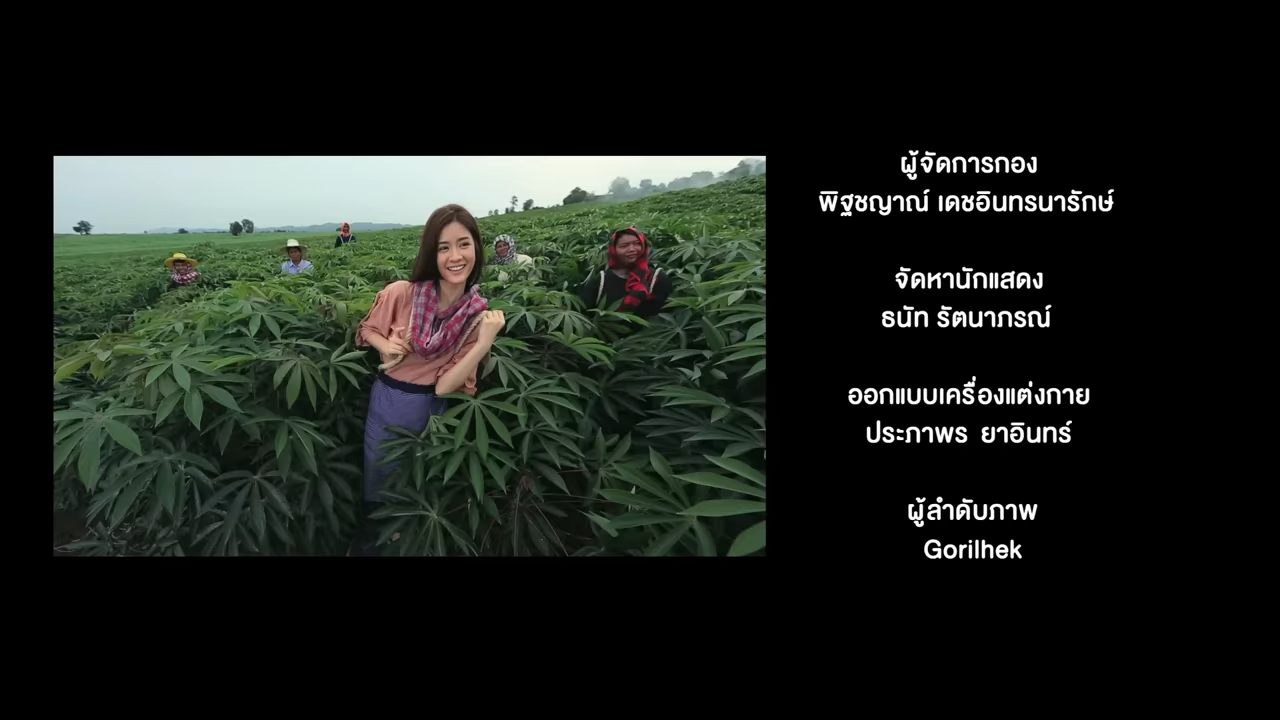 ผู้จัดการกอง
พิฐชญาณ์ เดชอินทรนารักษ์
จัดหานักแสดง
ธนัท รัตนาภรณ์
ออกแบบเครื่องแต่งกาย
ประภาพร ยาอินทร์
ผู้ลำดับภาพ
Gorilhek